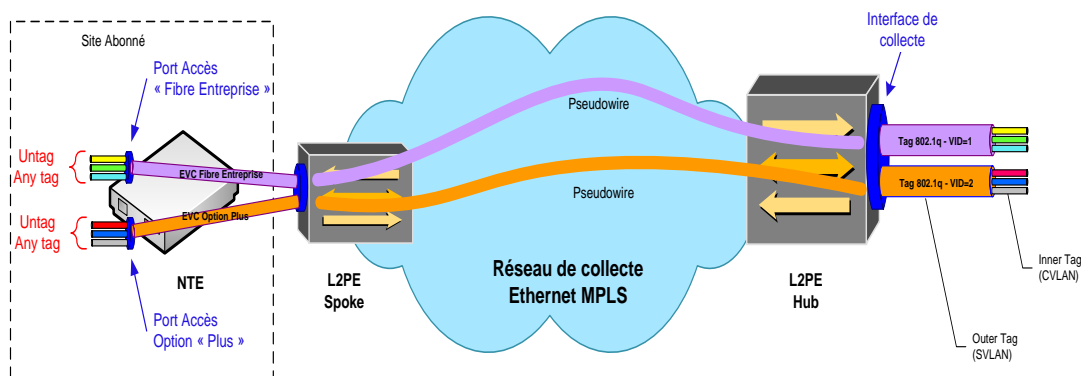 Site Abonné
Port Accès
« Fibre Entreprise »
Untag
Any tag
EVC Fibre Entreprise
Untag
Any tag
EVC Option Plus
NTE
Port Accès
Option « Plus »
L2PE
Spoke
Pseudowire
Pseudowire
Réseau de collecte
Ethernet MPLS
L2PE
Hub
Interface de
collecte
Tag 802.1q - VID=1
Tag 802.1q - VID=2
Inner Tag
(CVLAN)
Outer Tag
(SVLAN)